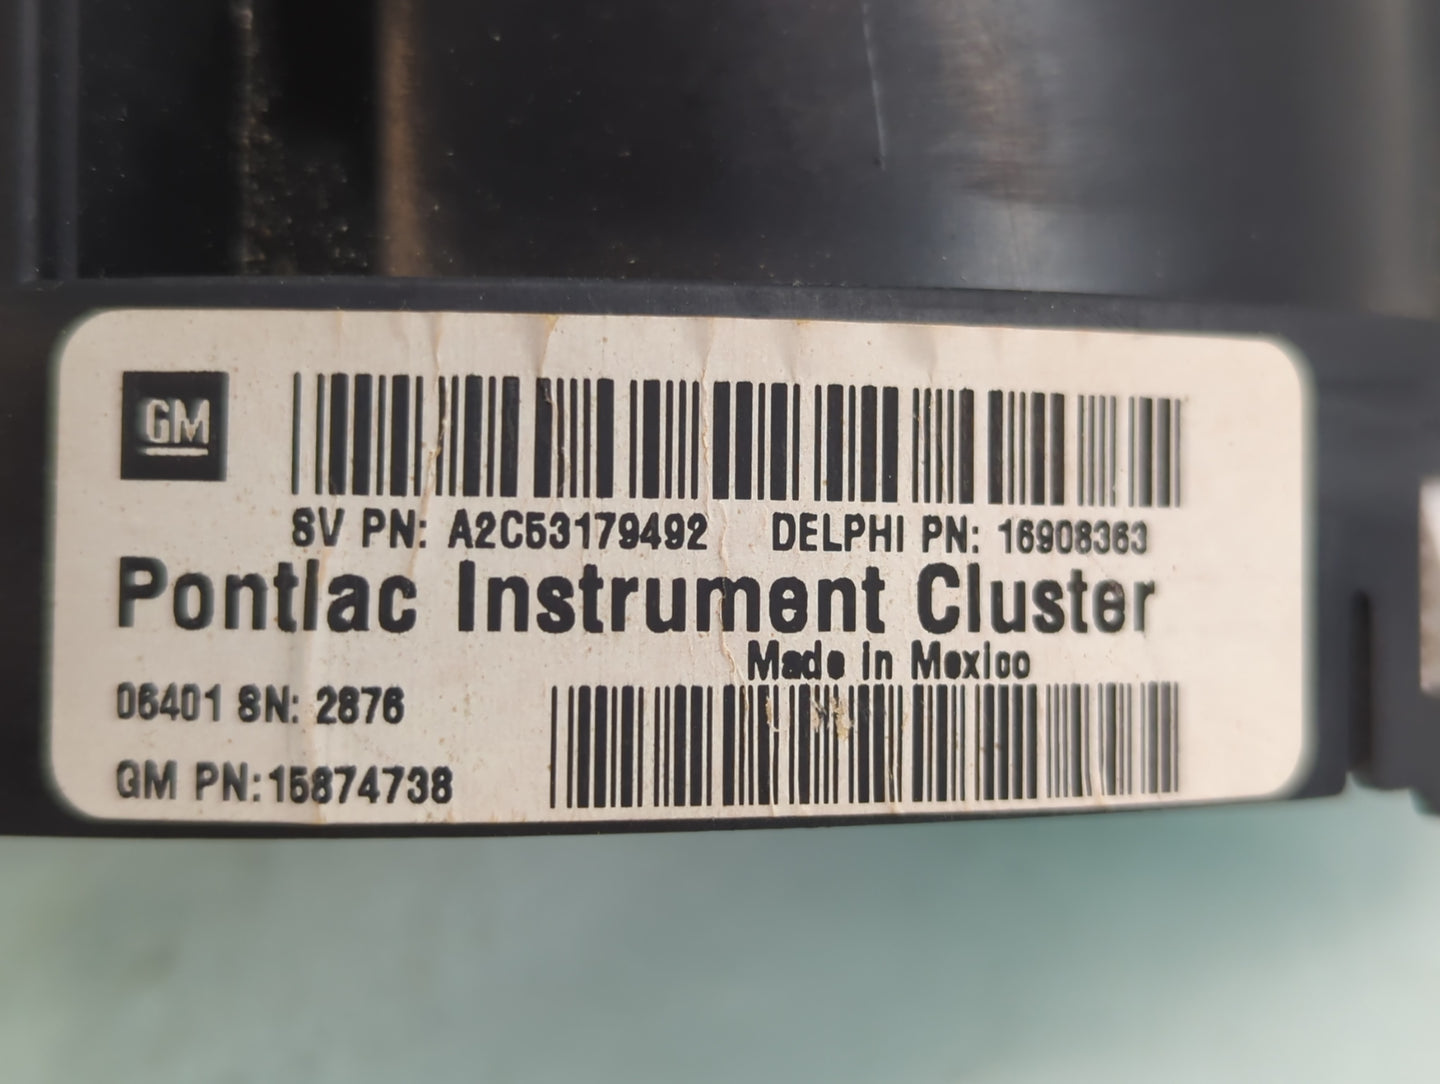 GM
SV PN: A2C53179492 DELPHI PN: 16908363
Pontiac Instrument Cluster
Made in Mexico
06401 SN: 2876
GM PN:15874738